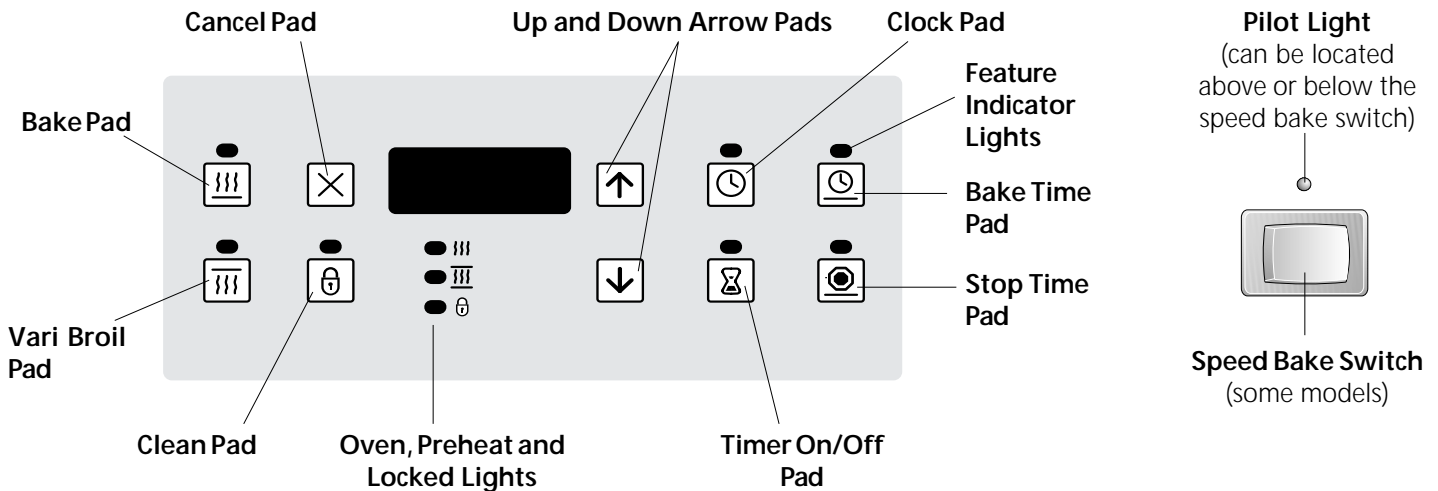 Cancel Pad
Up and Down Arrow Pads
Clock Pad
Pilot Light
(can be located
above or below the
speed bake switch)
Feature
Indicator
Lights
Bake Pad
Bake Time
Pad
Stop Time
Pad
Vari Broil
Pad
Speed Bake Switch
(some models)
Clean Pad
Oven, Preheat and
Locked Lights
Timer On/Off
Pad